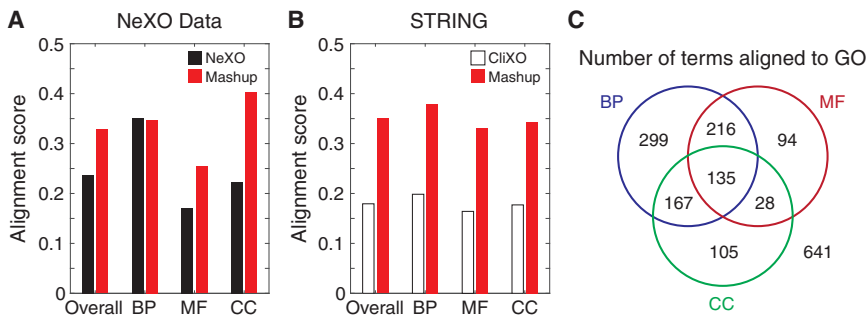 A
NeXO Data
Alignment score
0.5
0.4
0.3
0.2
0.1
0
NeXO
Mashup
Overall BP MF CC
B
STRING
Alignment score
0.5
0.4
0.3
0.2
0.1
0
CliXO
Mashup
Overall BP MF CC
C
Number of terms aligned to GO
BP
MF
299
216
94
135
167
28
105
641
CC